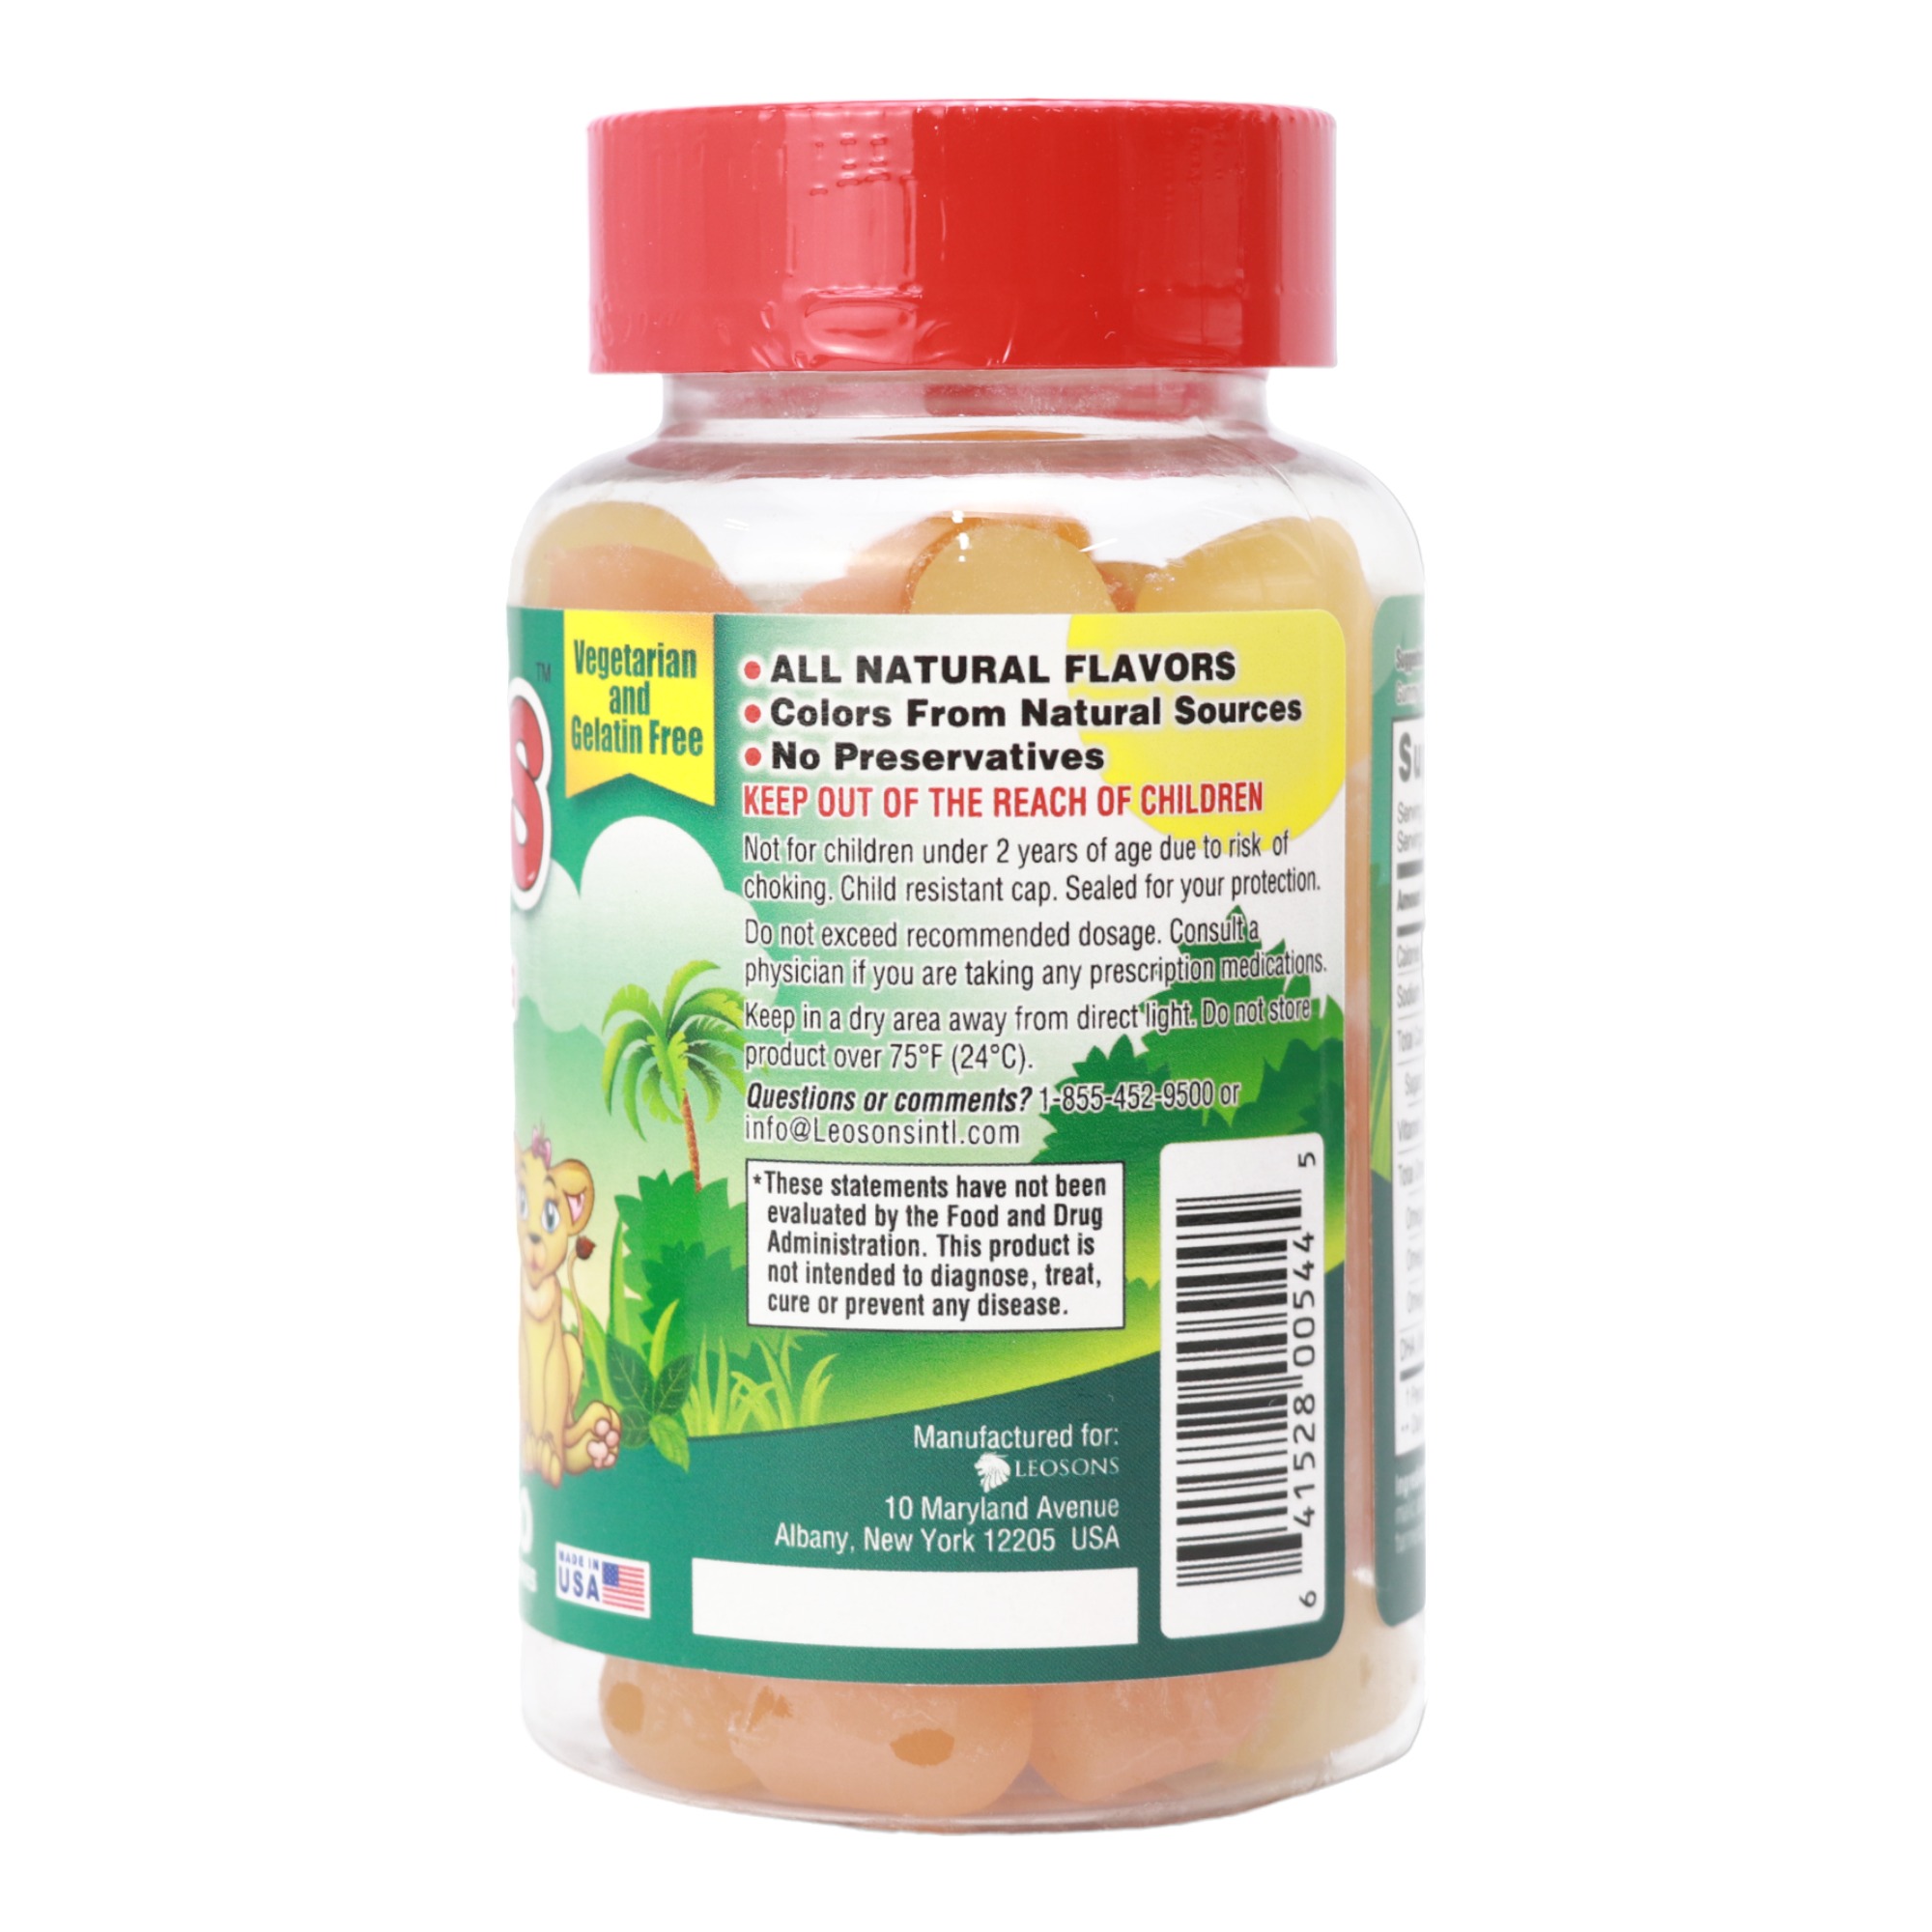 Vegetarian
and
Gelatin Free
TM
S
• ALL NATURAL FLAVORS
• Colors From Natural Sources
• No Preservatives
KEEP OUT OF THE REACH OF CHILDREN
Not for children under 2 years of age due to risk of
choking. Child resistant cap. Sealed for your protection.
Do not exceed recommended dosage. Consult a
physician if you are taking any prescription medications.
Keep in a dry area away from direct light. Do not store
product over 75°F (24°C).
Questions or comments? 1-855-452-9500 or
info@Leosonsintl.com
*These statements have not been
evaluated by the Food and Drug
Administration. This product is
not intended to diagnose, treat,
cure or prevent any disease.
Manufactured for:
LEOSONS
10 Maryland Avenue
Albany, New York 12205 USA
MADE IN
USA
6 41528 00544 5